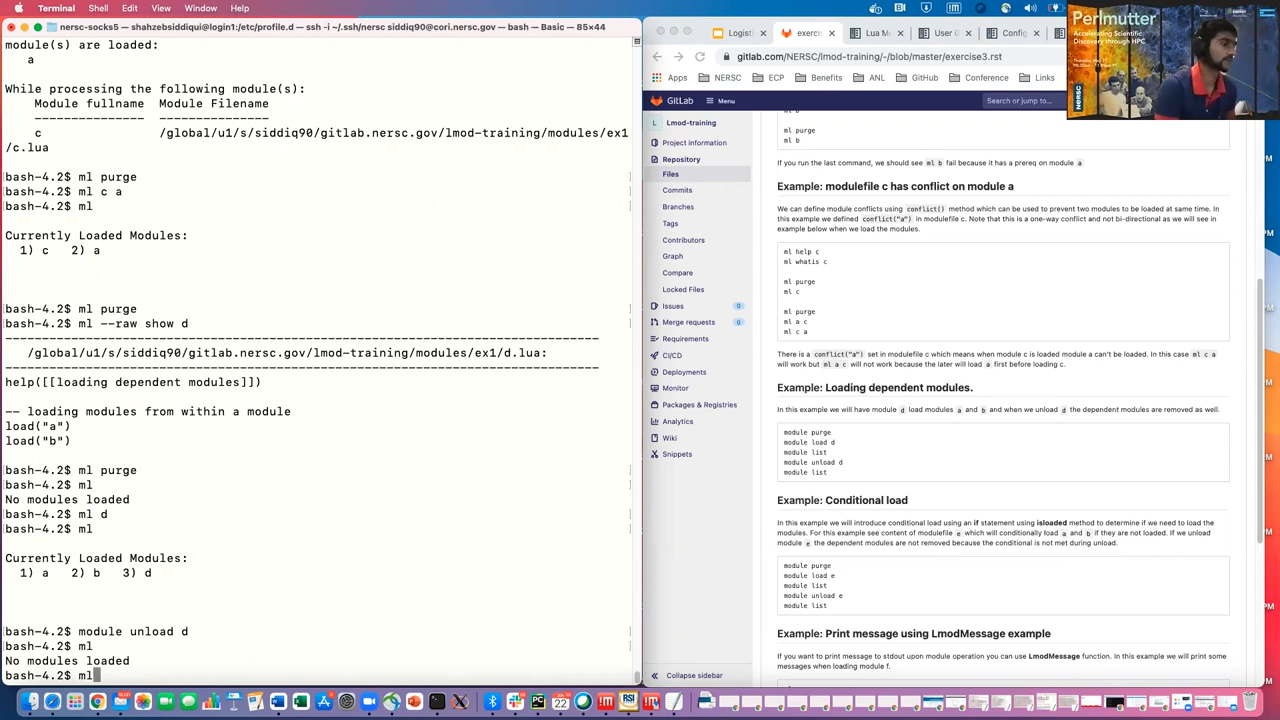 Terminal Shell Edit View Window Help
nersc-socks5 — shahzebsiddiqui@login1:/etc/profile.d — ssh -i ~/.ssh/nersc siddiq90@cori.nersc.gov — bash — Basic — 85×44
module(s) are loaded:
a
While processing the following module(s):
Module fullname Module Filename
--------------- ---------------
c /global/u1/s/siddiq90/gitlab.nersc.gov/lmod-training/modules/ex1
/c.lua
bash-4.2$ ml purge
bash-4.2$ ml c a
bash-4.2$ ml
Currently Loaded Modules:
1) c 2) a
bash-4.2$ ml purge
bash-4.2$ ml --raw show d
/global/u1/s/siddiq90/gitlab.nersc.gov/lmod-training/modules/ex1/d.lua:
help([[loading dependent modules]])
-- loading modules from within a module
load("a")
load("b")
bash-4.2$ ml purge
bash-4.2$ ml
No modules loaded
bash-4.2$ ml d
bash-4.2$ ml
Currently Loaded Modules:
1) a 2) b 3) d
bash-4.2$ module unload d
bash-4.2$ ml
No modules loaded
bash-4.2$ ml
Logisti exercis Lua M User G Config
gitlab.com/NERSC/lmod-training/-/blob/master/exercise3.rst
Apps NERSC ECP Benefits ANL GitHub Conference Links
GitLab Menu Search or jump to...
L Lmod-training
Project information
Repository
Files
Commits
Branches
Tags
Contributors
Graph
Compare
Locked Files
Issues 0
Merge requests 0
Requirements
CI/CD
Deployments
Monitor
Packages & Registries
Analytics
Wiki
Snippets
Collapse sidebar
ml b
ml purge
ml b
If you run the last command, we should see ml b fail because it has a prereq on module a
Example: modulefile c has conflict on module a
We can define module conflicts using conflict() method which can be used to prevent two modules to be loaded at same time. In
this example we defined conflict("a") in modulefile c. Note that this is a one-way conflict and not bi-directional as we will see in
example below when we load the modules.
ml help c
ml whatis c
ml purge
ml c
ml purge
ml a c
ml c a
There is a conflict("a") set in modulefile c which means when module c is loaded module a can't be loaded. In this case ml c a
will work but ml a c will not work because the later will load a first before loading c.
Example: Loading dependent modules.
In this example we will have module d load modules a and b and when we unload d the dependent modules are removed as well.
module purge
module load d
module list
module unload d
module list
Example: Conditional load
In this example we will introduce conditional load using an if statement using isloaded method to determine if we need to load the
modules. For this example see content of modulefile e which will conditionally load a and b if they are not loaded. If we unload
module e the dependent modules are not removed because the conditional is not met during unload.
module purge
module load e
module list
module unload e
module list
Example: Print message using LmodMessage example
If you want to print message to stdout upon module operation you can use LmodMessage function. In this example we will print some
messages when loading module f.
Perlmutter
Accelerating Scientific
Discovery through HPC
NERSC